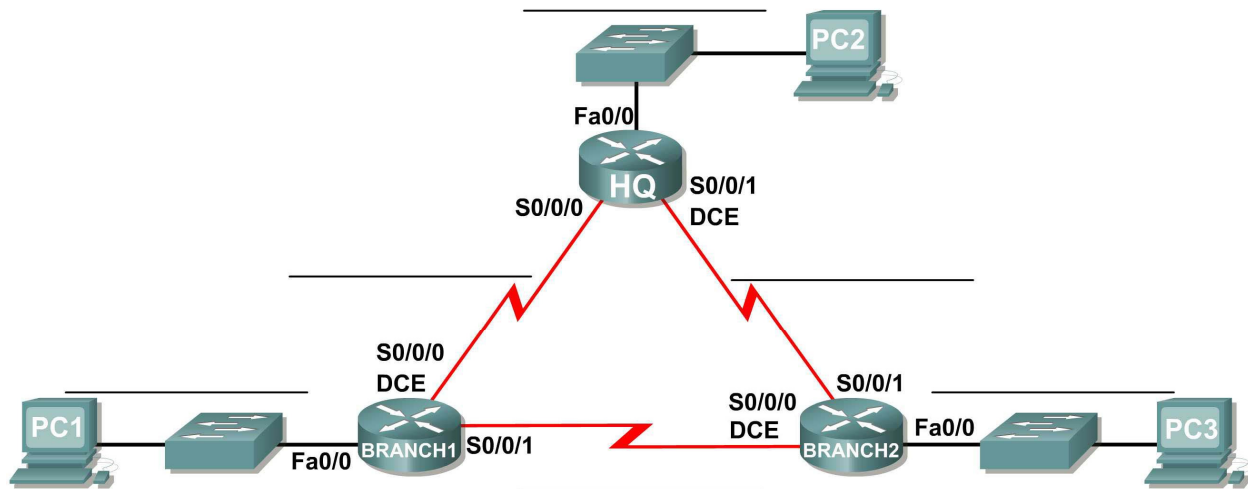 PC2
Fa0/0
HQ
S0/0/0
S0/0/1
DCE
S0/0/0
DCE
PC1
Fa0/0
BRANCH1
S0/0/1
S0/0/0
DCE
S0/0/1
BRANCH2
Fa0/0
PC3